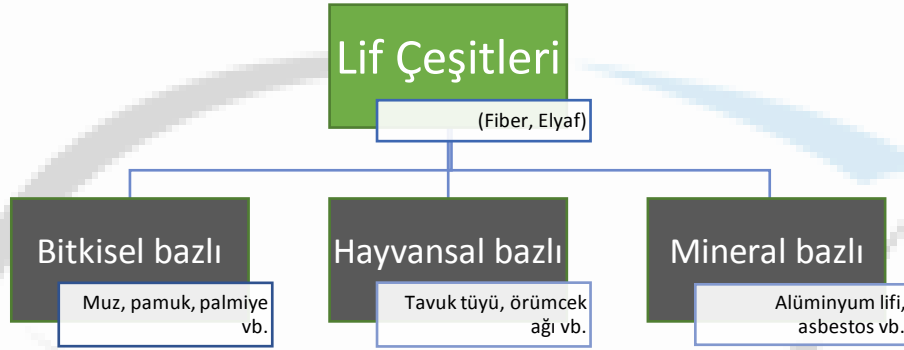 Lif Çeşitleri
(Fiber, Elyaf)
Bitkisel bazlı
Muz, pamuk, palmiye
vb.
Hayvansal bazlı
Tavuk tüyü, örümcek
ağı vb.
Mineral bazlı
Alüminyum lifi,
asbestos vb.